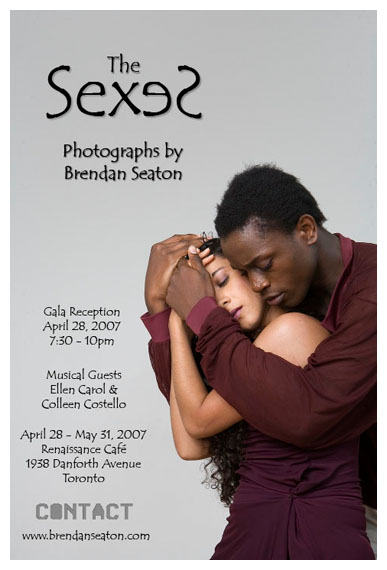 The
Sexes
Photographs by
Brendan Seaton
Gala Reception
April 28, 2007
7:30 - 10pm
Musical Guests
Ellen Carol &
Colleen Costello
April 28 - May 31, 2007
Renaissance Café
1938 Danforth Avenue
Toronto
CONTACT
www.brendanseaton.com